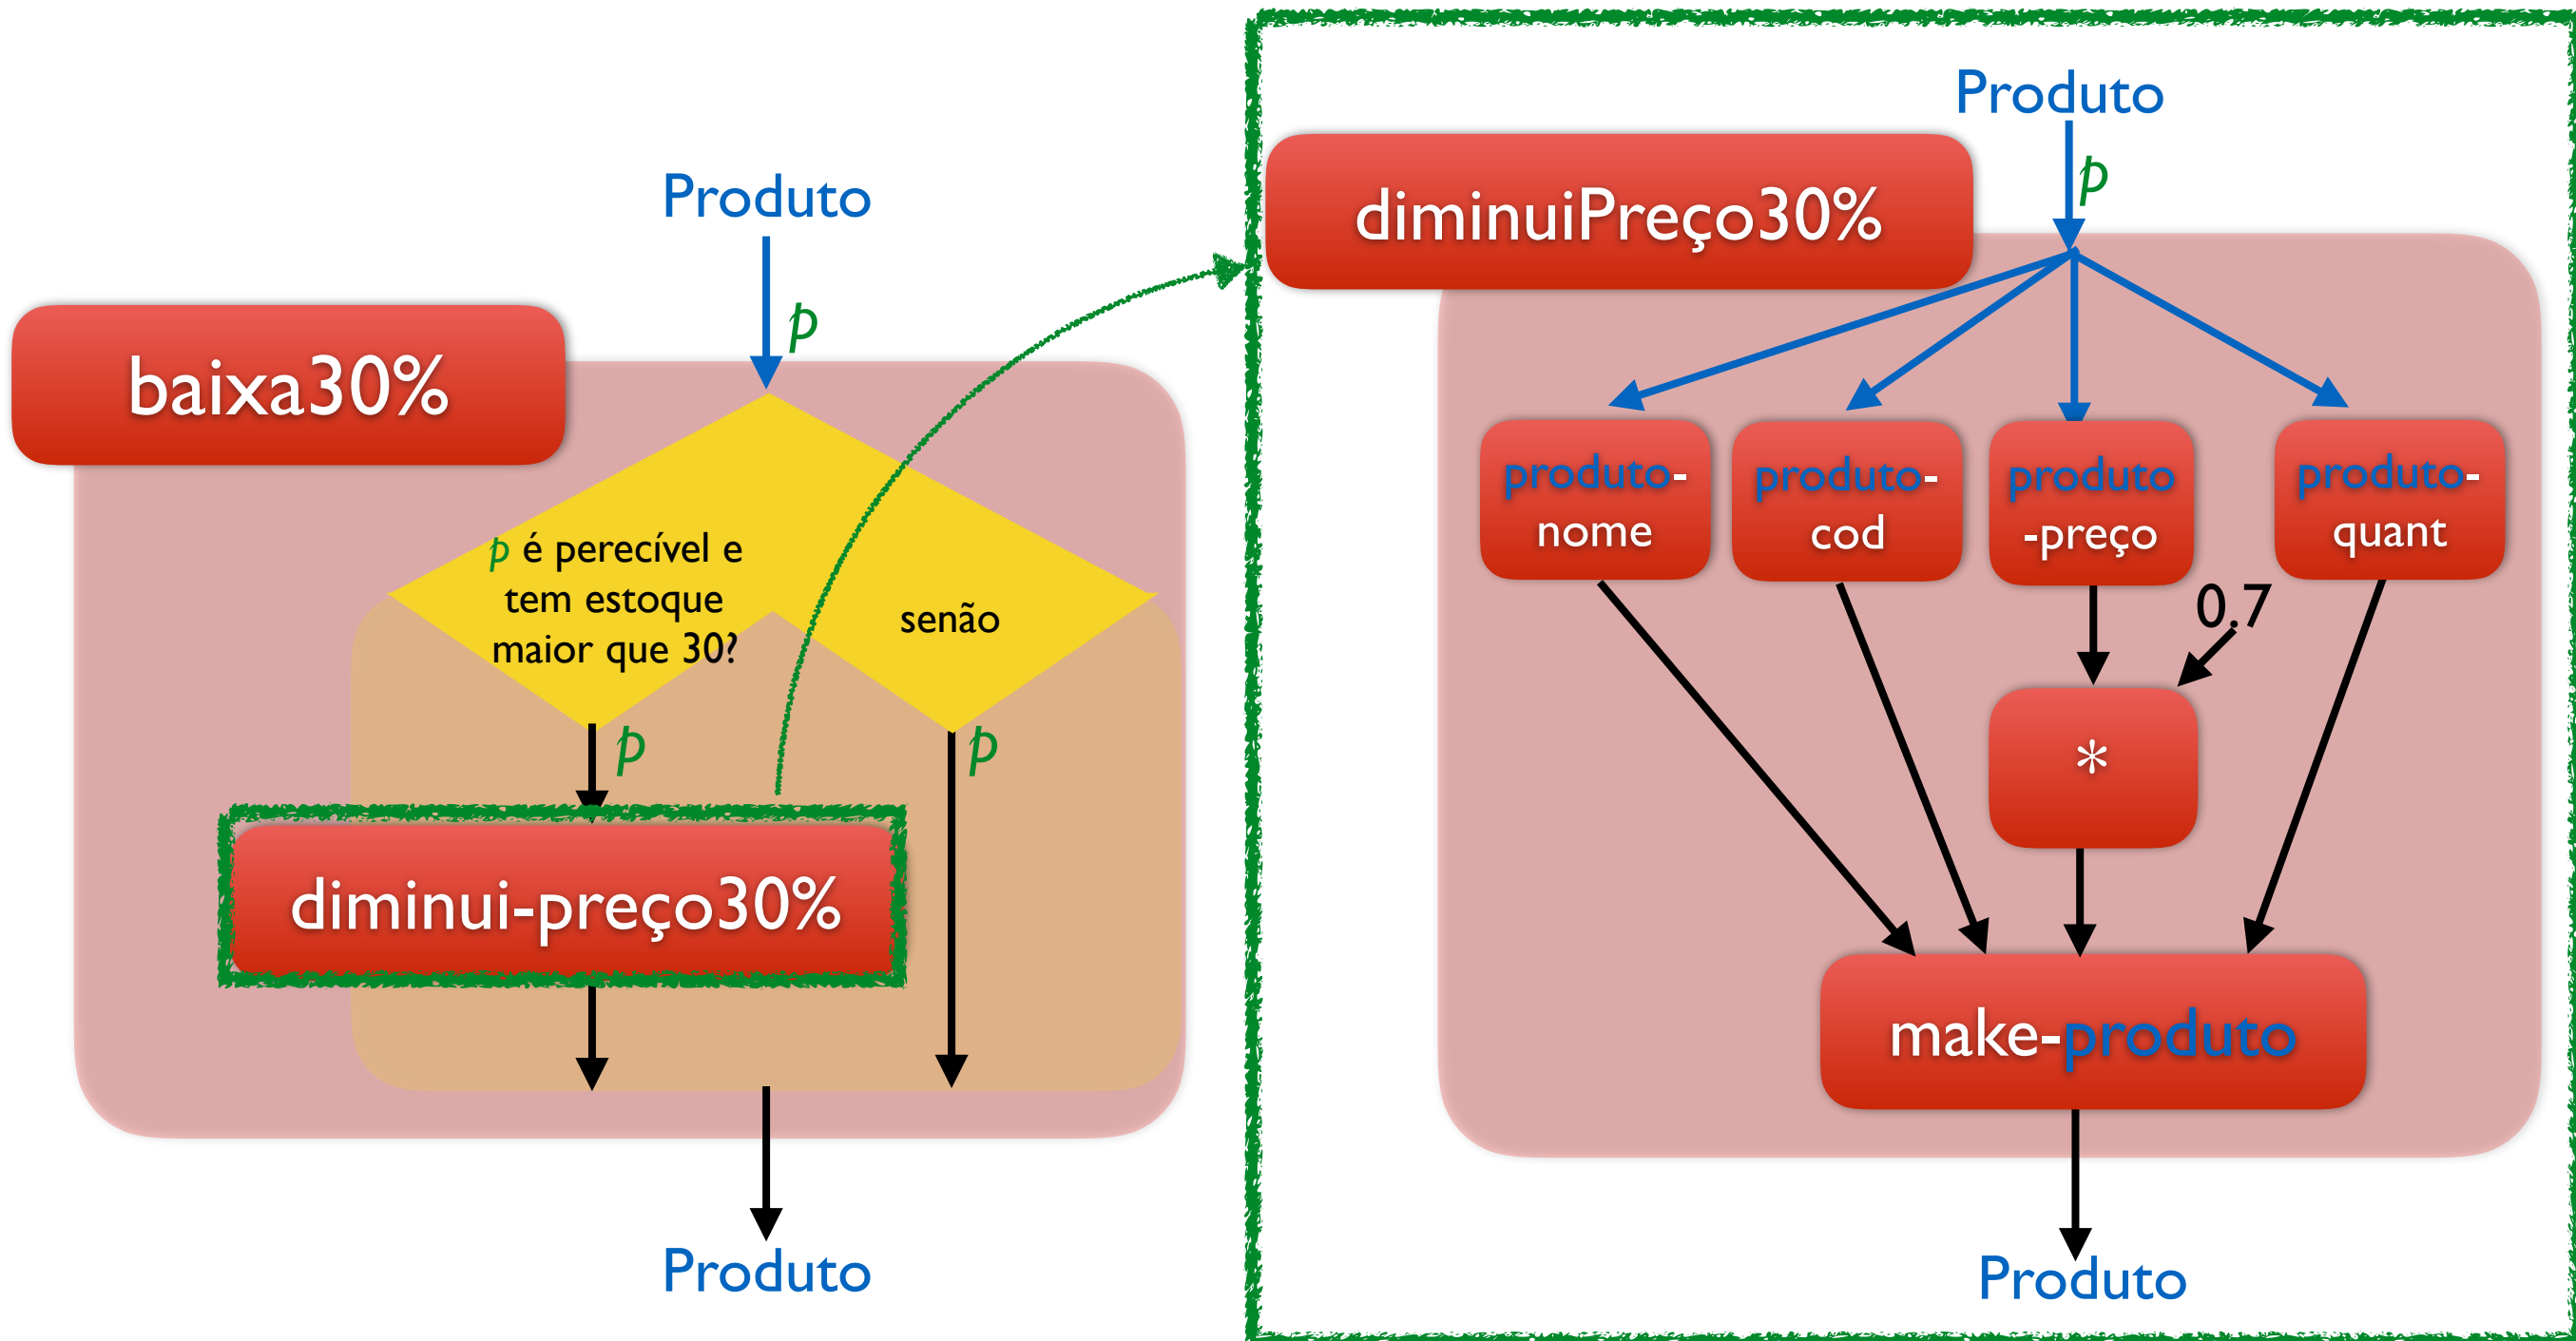 Produto
p
baixa30%
p é perecível e
tem estoque
maior que 30?
senão
p
p
diminui-preço30%
Produto
Produto
p
diminuiPreço30%
produto-
nome
produto-
cod
produto
-preço
produto-
quant
0.7
*
make-produto
Produto